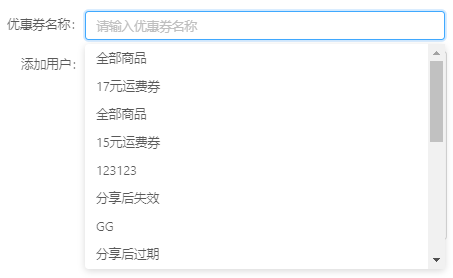 优惠券名称：
请输入优惠券名称
添加用户：
全部商品
17元运费券
全部商品
15元运费券
123123
分享后失效
GG
分享后过期